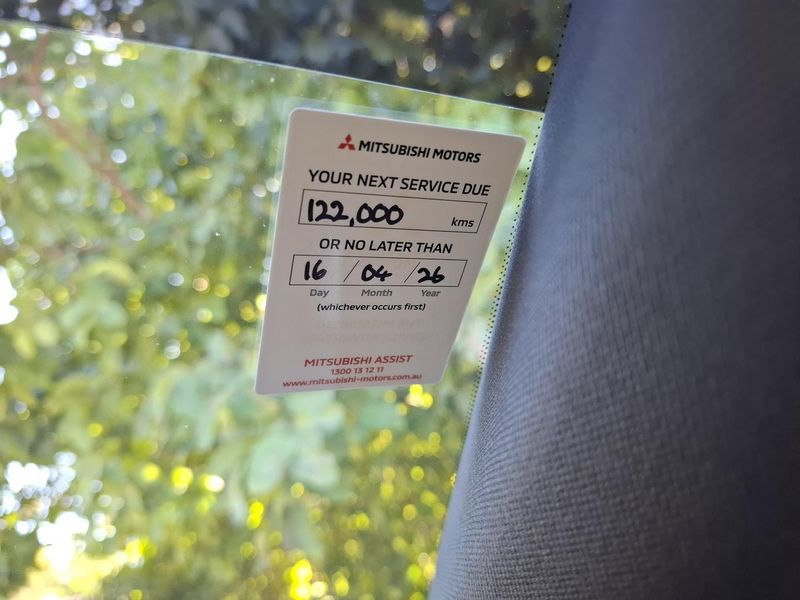 MITSUBISHI MOTORS
YOUR NEXT SERVICE DUE
122,000 kms
OR NO LATER THAN
16 / 04 / 26
Day Month Year
(whichever occurs first)
MITSUBISHI ASSIST
1300 13 12 11
www.mitsubishi-motors.com.au